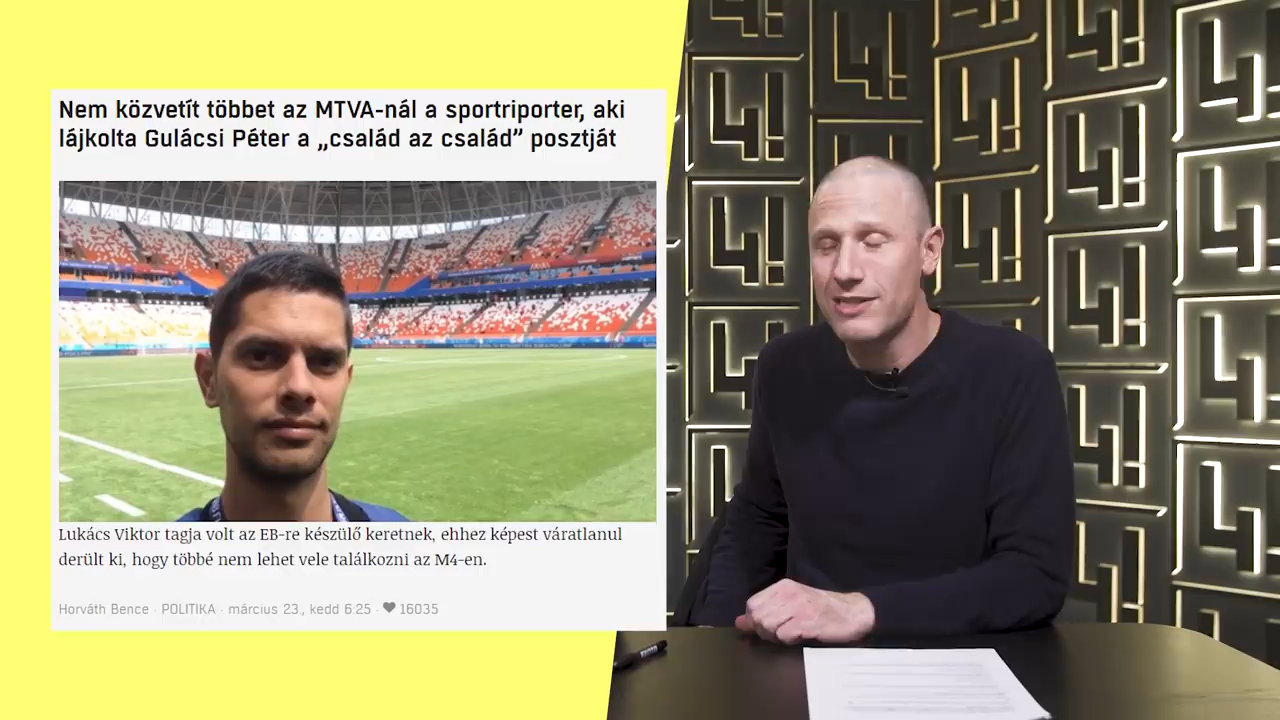 Nem közvetít többet az MTVA-nál a sportriporter, aki
lájkolta Gulácsi Péter a „család az család” posztját
Lukács Viktor tagja volt az EB-re készülő keretnek, ehhez képest váratlanul
derült ki, hogy többé nem lehet vele találkozni az M4-en.
Horváth Bence · POLITIKA · március 23., kedd 6:25 · ♥ 16035